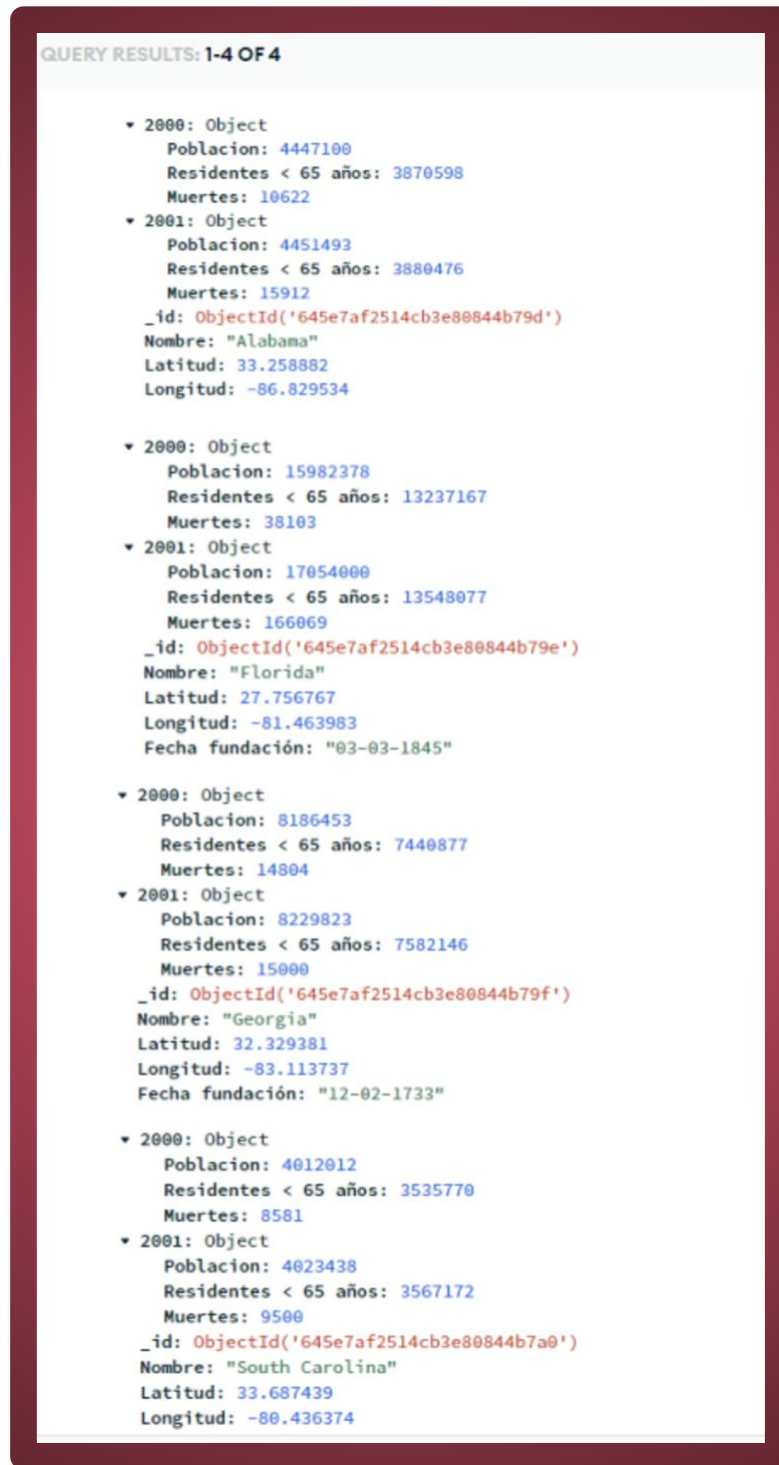 QUERY RESULTS: 1-4 OF 4
2000: Object
Poblacion: 4447100
Residentes < 65 años: 3870598
Muertes: 10622
2001: Object
Poblacion: 4451493
Residentes < 65 años: 3880476
Muertes: 15912
_id: ObjectId('645e7af2514cb3e80844b79d')
Nombre: "Alabama"
Latitud: 33.258882
Longitud: -86.829534
2000: Object
Poblacion: 15982378
Residentes < 65 años: 13237167
Muertes: 38103
2001: Object
Poblacion: 17054000
Residentes < 65 años: 13548077
Muertes: 166069
_id: ObjectId('645e7af2514cb3e80844b79e')
Nombre: "Florida"
Latitud: 27.756767
Longitud: -81.463983
Fecha fundación: "03-03-1845"
2000: Object
Poblacion: 8186453
Residentes < 65 años: 7440877
Muertes: 14804
2001: Object
Poblacion: 8229823
Residentes < 65 años: 7582146
Muertes: 15000
_id: ObjectId('645e7af2514cb3e80844b79f')
Nombre: "Georgia"
Latitud: 32.329381
Longitud: -83.113737
Fecha fundación: "12-02-1733"
2000: Object
Poblacion: 4012012
Residentes < 65 años: 3535770
Muertes: 8581
2001: Object
Poblacion: 4023438
Residentes < 65 años: 3567172
Muertes: 9500
_id: ObjectId('645e7af2514cb3e80844b7a0')
Nombre: "South Carolina"
Latitud: 33.687439
Longitud: -80.436374